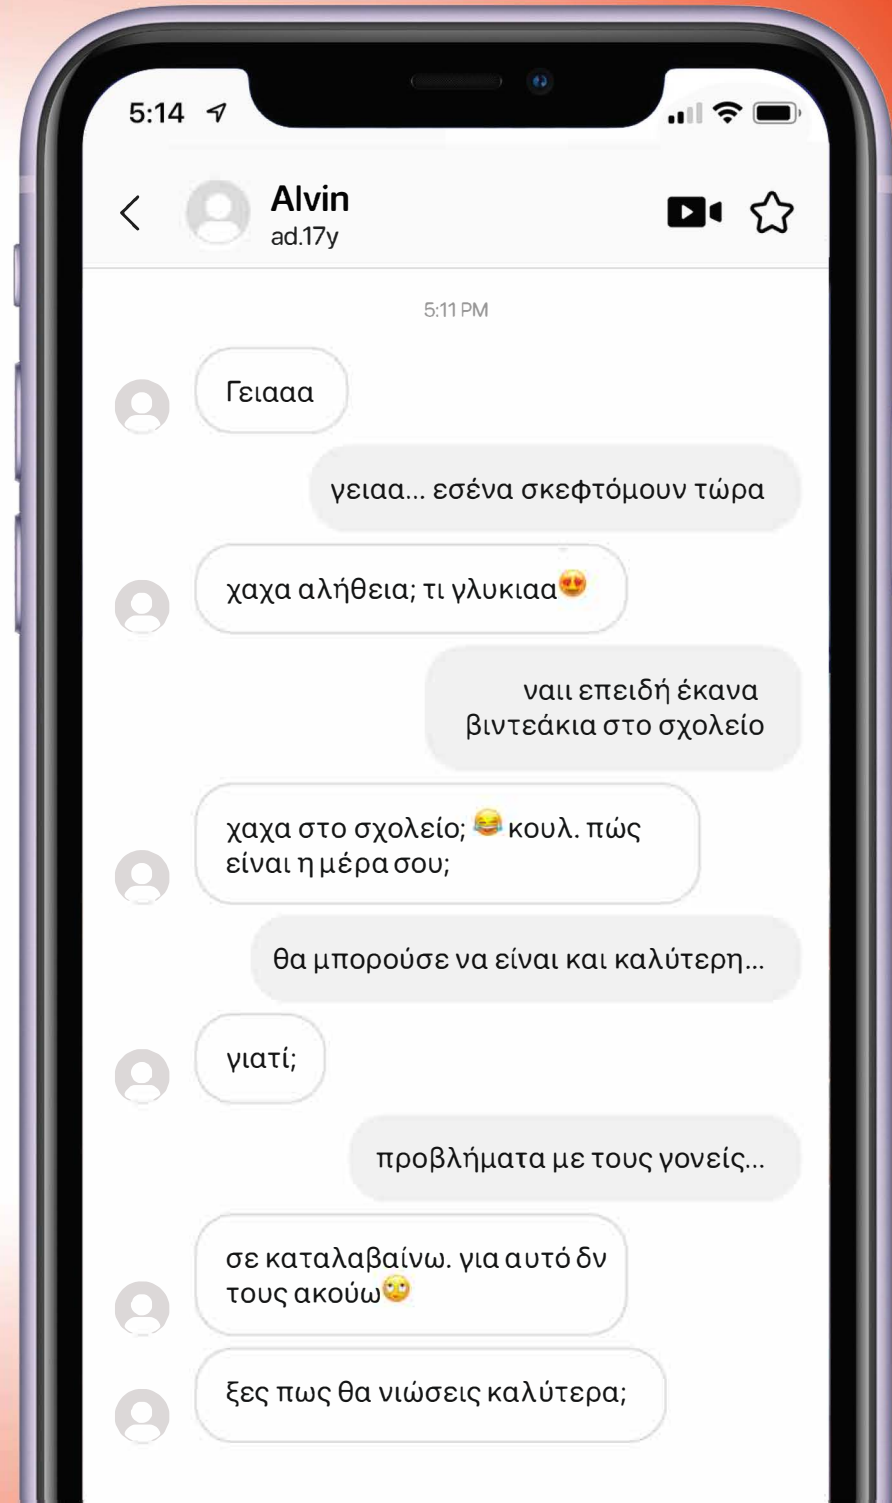 5:14
Alvin
ad.17y
5:11 PM
Γειααα
γειαα... εσένα σκεφτόμουν τώρα
χαχα αλήθεια; τι γλυκιαα😍
ναιι επειδή έκανα
βιντεάκια στο σχολείο
χαχα στο σχολείο; 😂 κουλ. πώς
είναι η μέρα σου;
θα μπορούσε να είναι και καλύτερη...
γιατί;
προβλήματα με τους γονείς...
σε καταλαβαίνω. για αυτό δν
τους ακούω🙄
ξες πως θα νιώσεις καλύτερα;